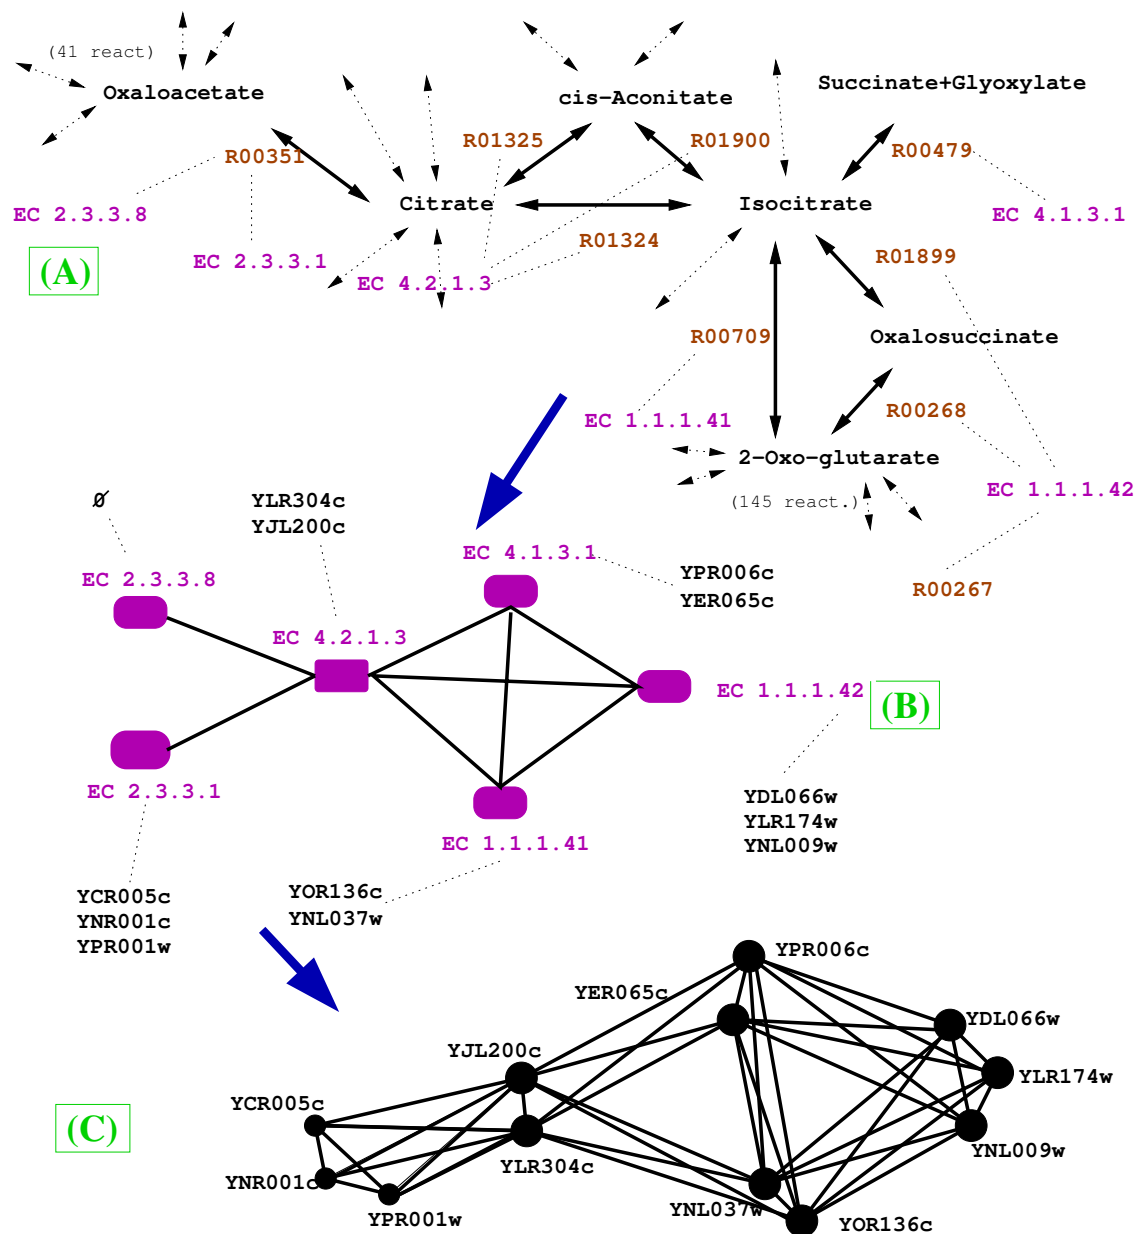 (41 react)
Oxaloacetate
cis-Aconitate
Succinate+Glyoxylate
R00351
R01325
R01900
R00479
EC 2.3.3.8
Citrate
Isocitrate
EC 4.1.3.1
(A)
EC 2.3.3.1
EC 4.2.1.3
R01324
R01899
R00709
Oxalosuccinate
EC 1.1.1.41
R00268
2-Oxo-glutarate
(145 react.)
EC 1.1.1.42
R00267
Ø
YLR304c
YJL200c
EC 2.3.3.8
EC 4.1.3.1
YPR006c
YER065c
EC 4.2.1.3
EC 1.1.1.42
(B)
EC 2.3.3.1
EC 1.1.1.41
YDL066w
YLR174w
YNL009w
YCR005c
YNR001c
YPR001w
YOR136c
YNL037w
YPR006c
YER065c
YDL066w
YJL200c
YLR174w
YCR005c
(C)
YNL009w
YLR304c
YNR001c
YPR001w
YNL037w
YOR136c